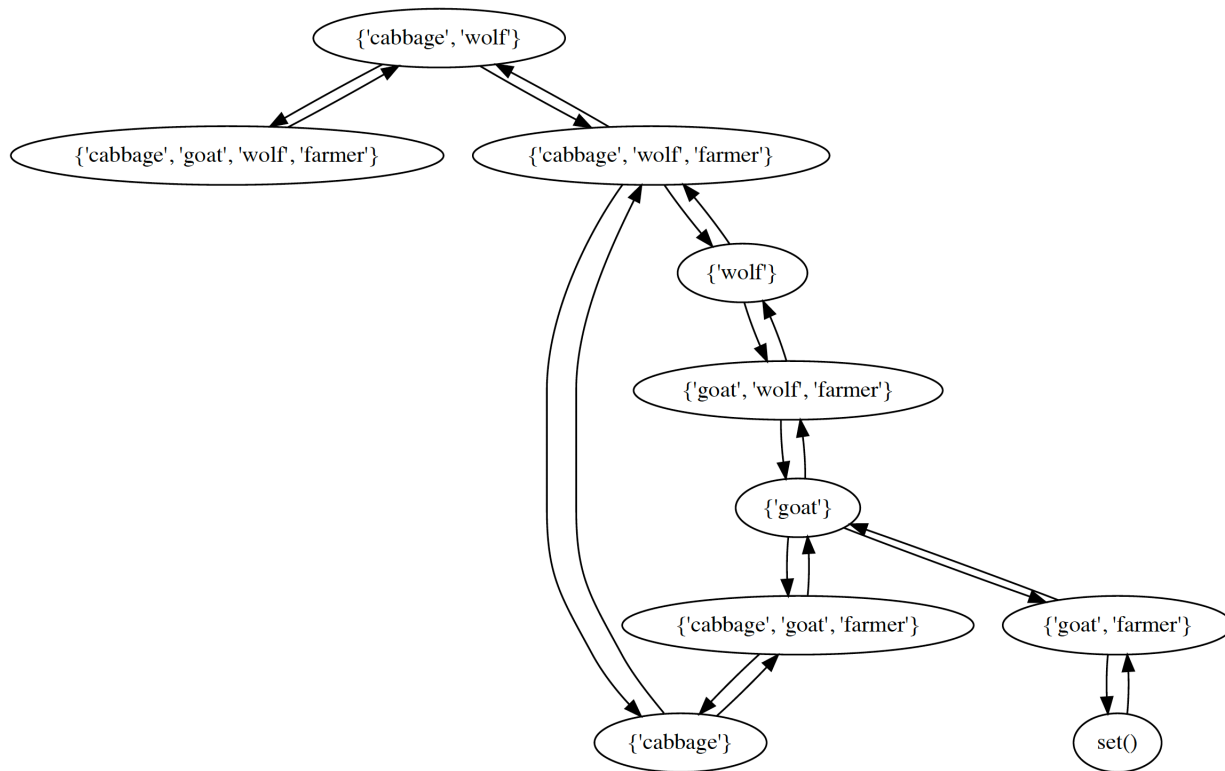 {'cabbage', 'wolf'}
{'cabbage', 'goat', 'wolf', 'farmer'}
{'cabbage', 'wolf', 'farmer'}
{'wolf'}
{'goat', 'wolf', 'farmer'}
{'goat'}
{'cabbage', 'goat', 'farmer'}
{'goat', 'farmer'}
{'cabbage'}
set()